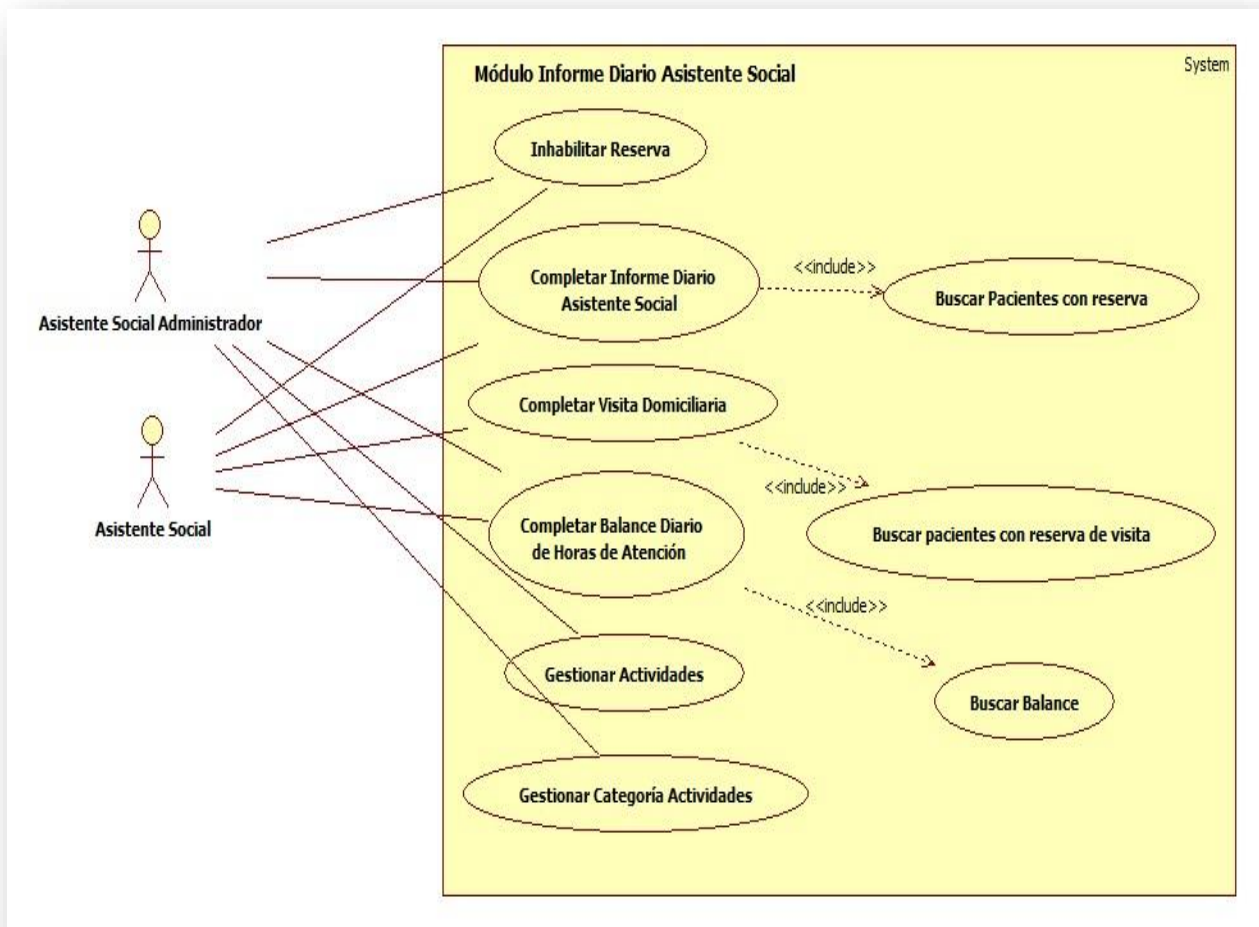 System
Módulo Informe Diario Asistente Social
Inhabilitar Reserva
Asistente Social Administrador
Completar Informe Diario
Asistente Social
<<include>>
Buscar Pacientes con reserva
Completar Visita Domiciliaria
<<include>>
Asistente Social
Completar Balance Diario
de Horas de Atención
Buscar pacientes con reserva de visita
<<include>>
Gestionar Actividades
Buscar Balance
Gestionar Categoría Actividades